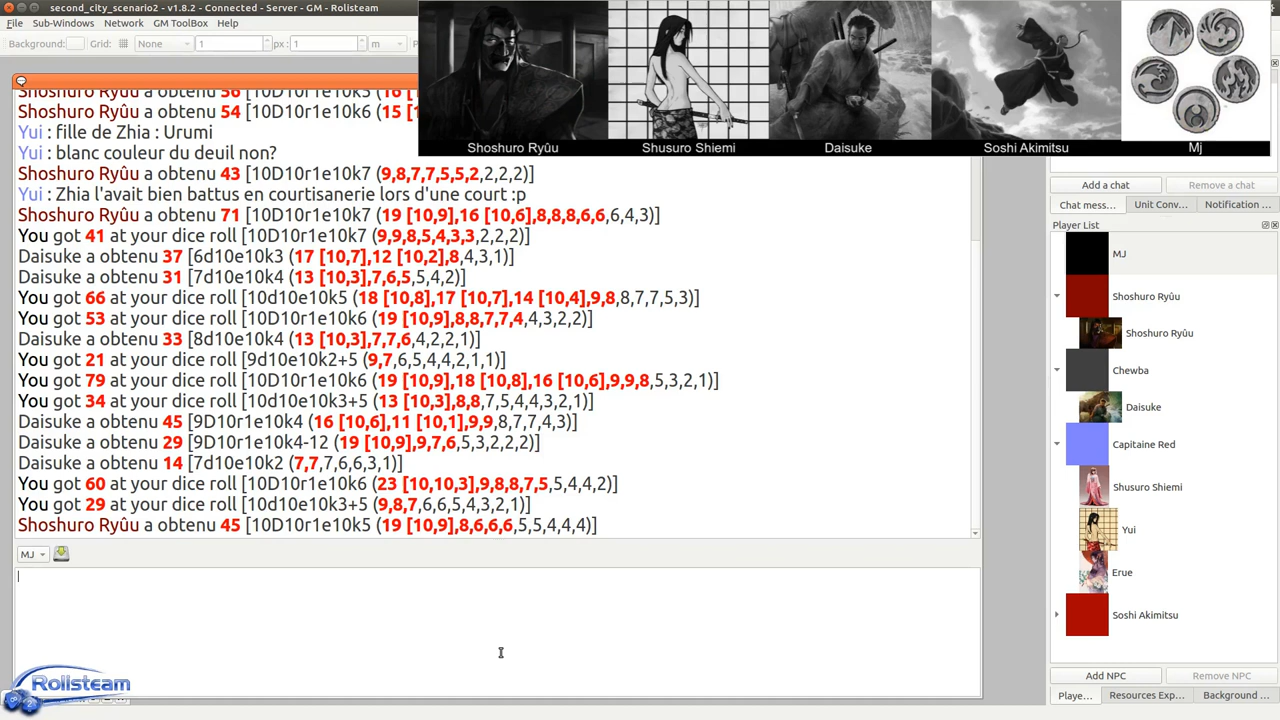 second_city_scenario2 - v1.8.2 - Connected - Server - GM - Rolisteam
File Sub-Windows Network GM ToolBox Help
Background: Grid: None 1 px : 1 m
Shoshuro Ryûu Shusuro Shiemi Daisuke Soshi Akimitsu Mj
Shoshuro Ryûu a obtenu 56 [10D10r1e10k5 (16 [
Shoshuro Ryûu a obtenu 54 [10D10r1e10k6 (15 [
Yui : fille de Zhia : Urumi
Yui : blanc couleur du deuil non?
Shoshuro Ryûu a obtenu 43 [10D10r1e10k7 (9,8,7,7,5,5,2,2,2,2)]
Yui : Zhia l'avait bien battus en courtisanerie lors d'une court :p
Shoshuro Ryûu a obtenu 71 [10D10r1e10k7 (19 [10,9],16 [10,6],8,8,8,6,6,6,4,3)]
You got 41 at your dice roll [10D10r1e10k7 (9,9,8,5,4,3,3,2,2,2)]
Daisuke a obtenu 37 [6d10e10k3 (17 [10,7],12 [10,2],8,4,3,1)]
Daisuke a obtenu 31 [7d10e10k4 (13 [10,3],7,6,5,5,4,2)]
You got 66 at your dice roll [10d10e10k5 (18 [10,8],17 [10,7],14 [10,4],9,8,8,7,7,5,3)]
You got 53 at your dice roll [10D10r1e10k6 (19 [10,9],8,8,7,7,4,4,3,2,2)]
Daisuke a obtenu 33 [8d10e10k4 (13 [10,3],7,7,6,4,2,2,1)]
You got 21 at your dice roll [9d10e10k2+5 (9,7,6,5,4,4,2,1,1)]
You got 79 at your dice roll [10D10r1e10k6 (19 [10,9],18 [10,8],16 [10,6],9,9,8,5,3,2,1)]
You got 34 at your dice roll [10d10e10k3+5 (13 [10,3],8,8,7,5,4,4,3,2,1)]
Daisuke a obtenu 45 [9D10r1e10k4 (16 [10,6],11 [10,1],9,9,8,7,7,4,3)]
Daisuke a obtenu 29 [9D10r1e10k4-12 (19 [10,9],9,7,6,5,3,2,2,2)]
Daisuke a obtenu 14 [7d10e10k2 (7,7,7,6,6,3,1)]
You got 60 at your dice roll [10d10e10k6 (23 [10,10,3],9,8,8,7,5,5,4,4,2)]
You got 29 at your dice roll [10d10e10k3+5 (9,8,7,6,6,5,4,3,2,1)]
Shoshuro Ryûu a obtenu 45 [10D10r1e10k5 (19 [10,9],8,6,6,6,5,5,4,4,4)]
MJ
Rolisteam
Add a chat Remove a chat
Chat mess... Unit Conv... Notification ...
Player List
MJ
Shoshuro Ryûu
Shoshuro Ryûu
Chewba
Daisuke
Capitaine Red
Shusuro Shiemi
Yui
Erue
Soshi Akimitsu
Add NPC Remove NPC
Playe... Resources Exp... Background ...